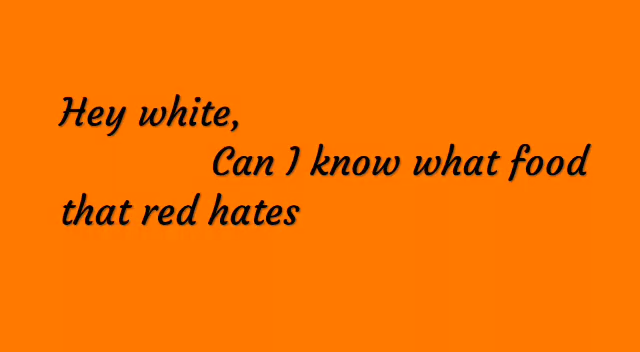 Hey white,
Can I know what food
that red hates